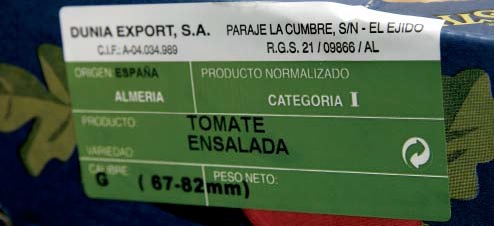 DUNIA EXPORT, S.A. PARAJE LA CUMBRE, S/N - EL EJIDO
C.I.F.: A-04.034.989 R.G.S. 21 / 09866 / AL
ORIGEN: ESPAÑA PRODUCTO NORMALIZADO
ALMERIA CATEGORIA I
PRODUCTO: TOMATE
VARIEDAD: ENSALADA
CALIBRE: G (67-82mm) PESO NETO: